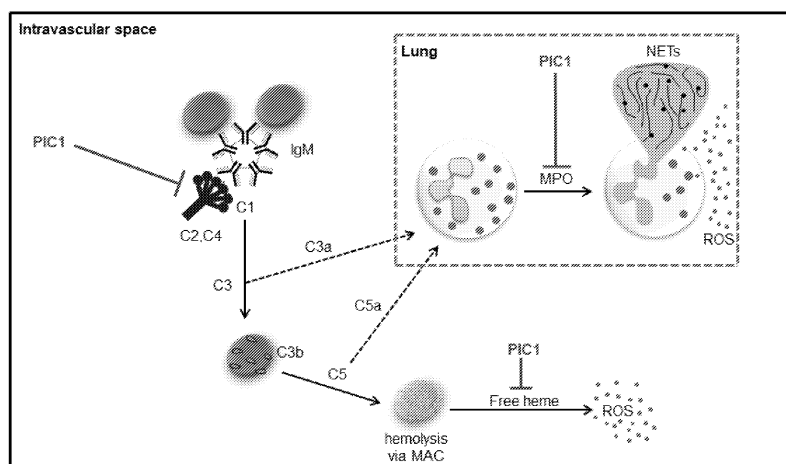 Intravascular space
Lung
NETs
PIC1
PIC1
IgM
MPO
C1
C2,C4
ROS
C3a
C3
C5a
C3b
C5
PIC1
Free heme
ROS
hemolysis
via MAC